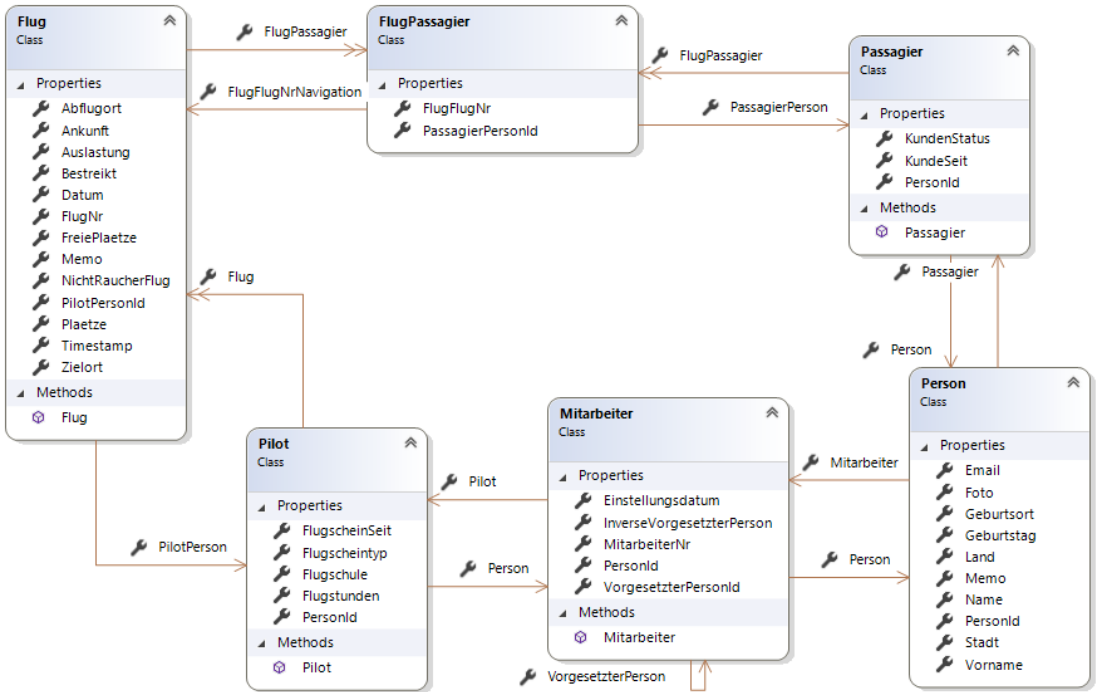 Flug
Class
Properties
Abflugort
Ankunft
Auslastung
Bestreikt
Datum
FlugNr
FreiePlaetze
Memo
NichtRaucherFlug
PilotPersonId
Plaetze
Timestamp
Zielort
Methods
Flug
FlugPassagier
FlugFlugNrNavigation
FlugPassagier
Class
Properties
FlugFlugNr
PassagierPersonId
FlugPassagier
PassagierPerson
Passagier
Class
Properties
KundenStatus
KundeSeit
PersonId
Methods
Passagier
Passagier
Person
Flug
PilotPerson
Pilot
Class
Properties
FlugscheinSeit
Flugscheintyp
Flugschule
Flugstunden
PersonId
Methods
Pilot
Pilot
Person
Mitarbeiter
Class
Properties
Einstellungsdatum
InverseVorgesetzterPerson
MitarbeiterNr
PersonId
VorgesetzterPersonId
Methods
Mitarbeiter
VorgesetzterPerson
Mitarbeiter
Person
Person
Class
Properties
Email
Foto
Geburtsort
Geburtstag
Land
Memo
Name
PersonId
Stadt
Vorname